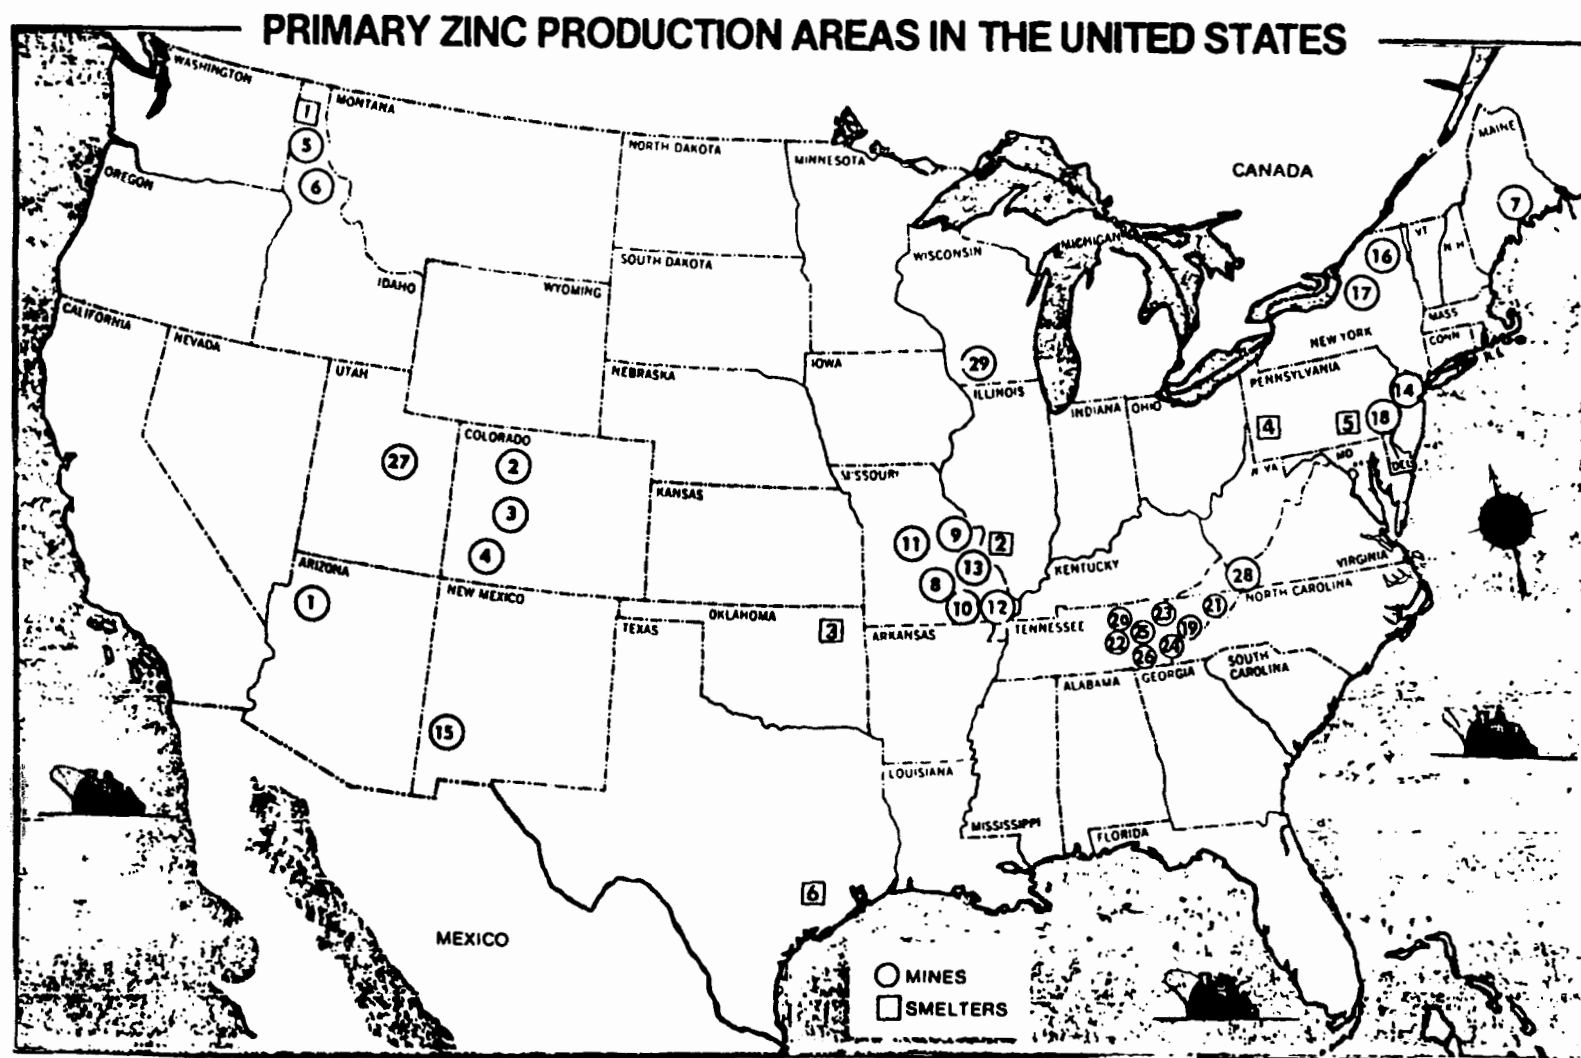 PRIMARY ZINC PRODUCTION AREAS IN THE UNITED STATES
WASHINGTON
1
MONTANA
5
6
OREGON
NORTH DAKOTA
MINNESOTA
CANADA
MAINE
7
SOUTH DAKOTA
WISCONSIN
MICHIGAN
16
VT
N H
17
IDAHO
WYOMING
CALIFORNIA
NEVADA
UTAH
NEBRASKA
IOWA
29
ILLINOIS
NEW YORK
MASS
CONN
R.I.
PENNSYLVANIA
14
INDIANA
OHIO
4
5
18
COLORADO
27
2
3
4
MISSOURI
KANSAS
W VA
MD
DEL
11
9
2
13
8
10
12
KENTUCKY
28
VIRGINIA
NORTH CAROLINA
ARIZONA
1
NEW MEXICO
TEXAS
OKLAHOMA
3
ARKANSAS
TENNESSEE
20
23
21
22
25
19
24
26
ALABAMA
GEORGIA
SOUTH
CAROLINA
15
LOUISIANA
MISSISSIPPI
FLORIDA
6
MEXICO
MINES
SMELTERS